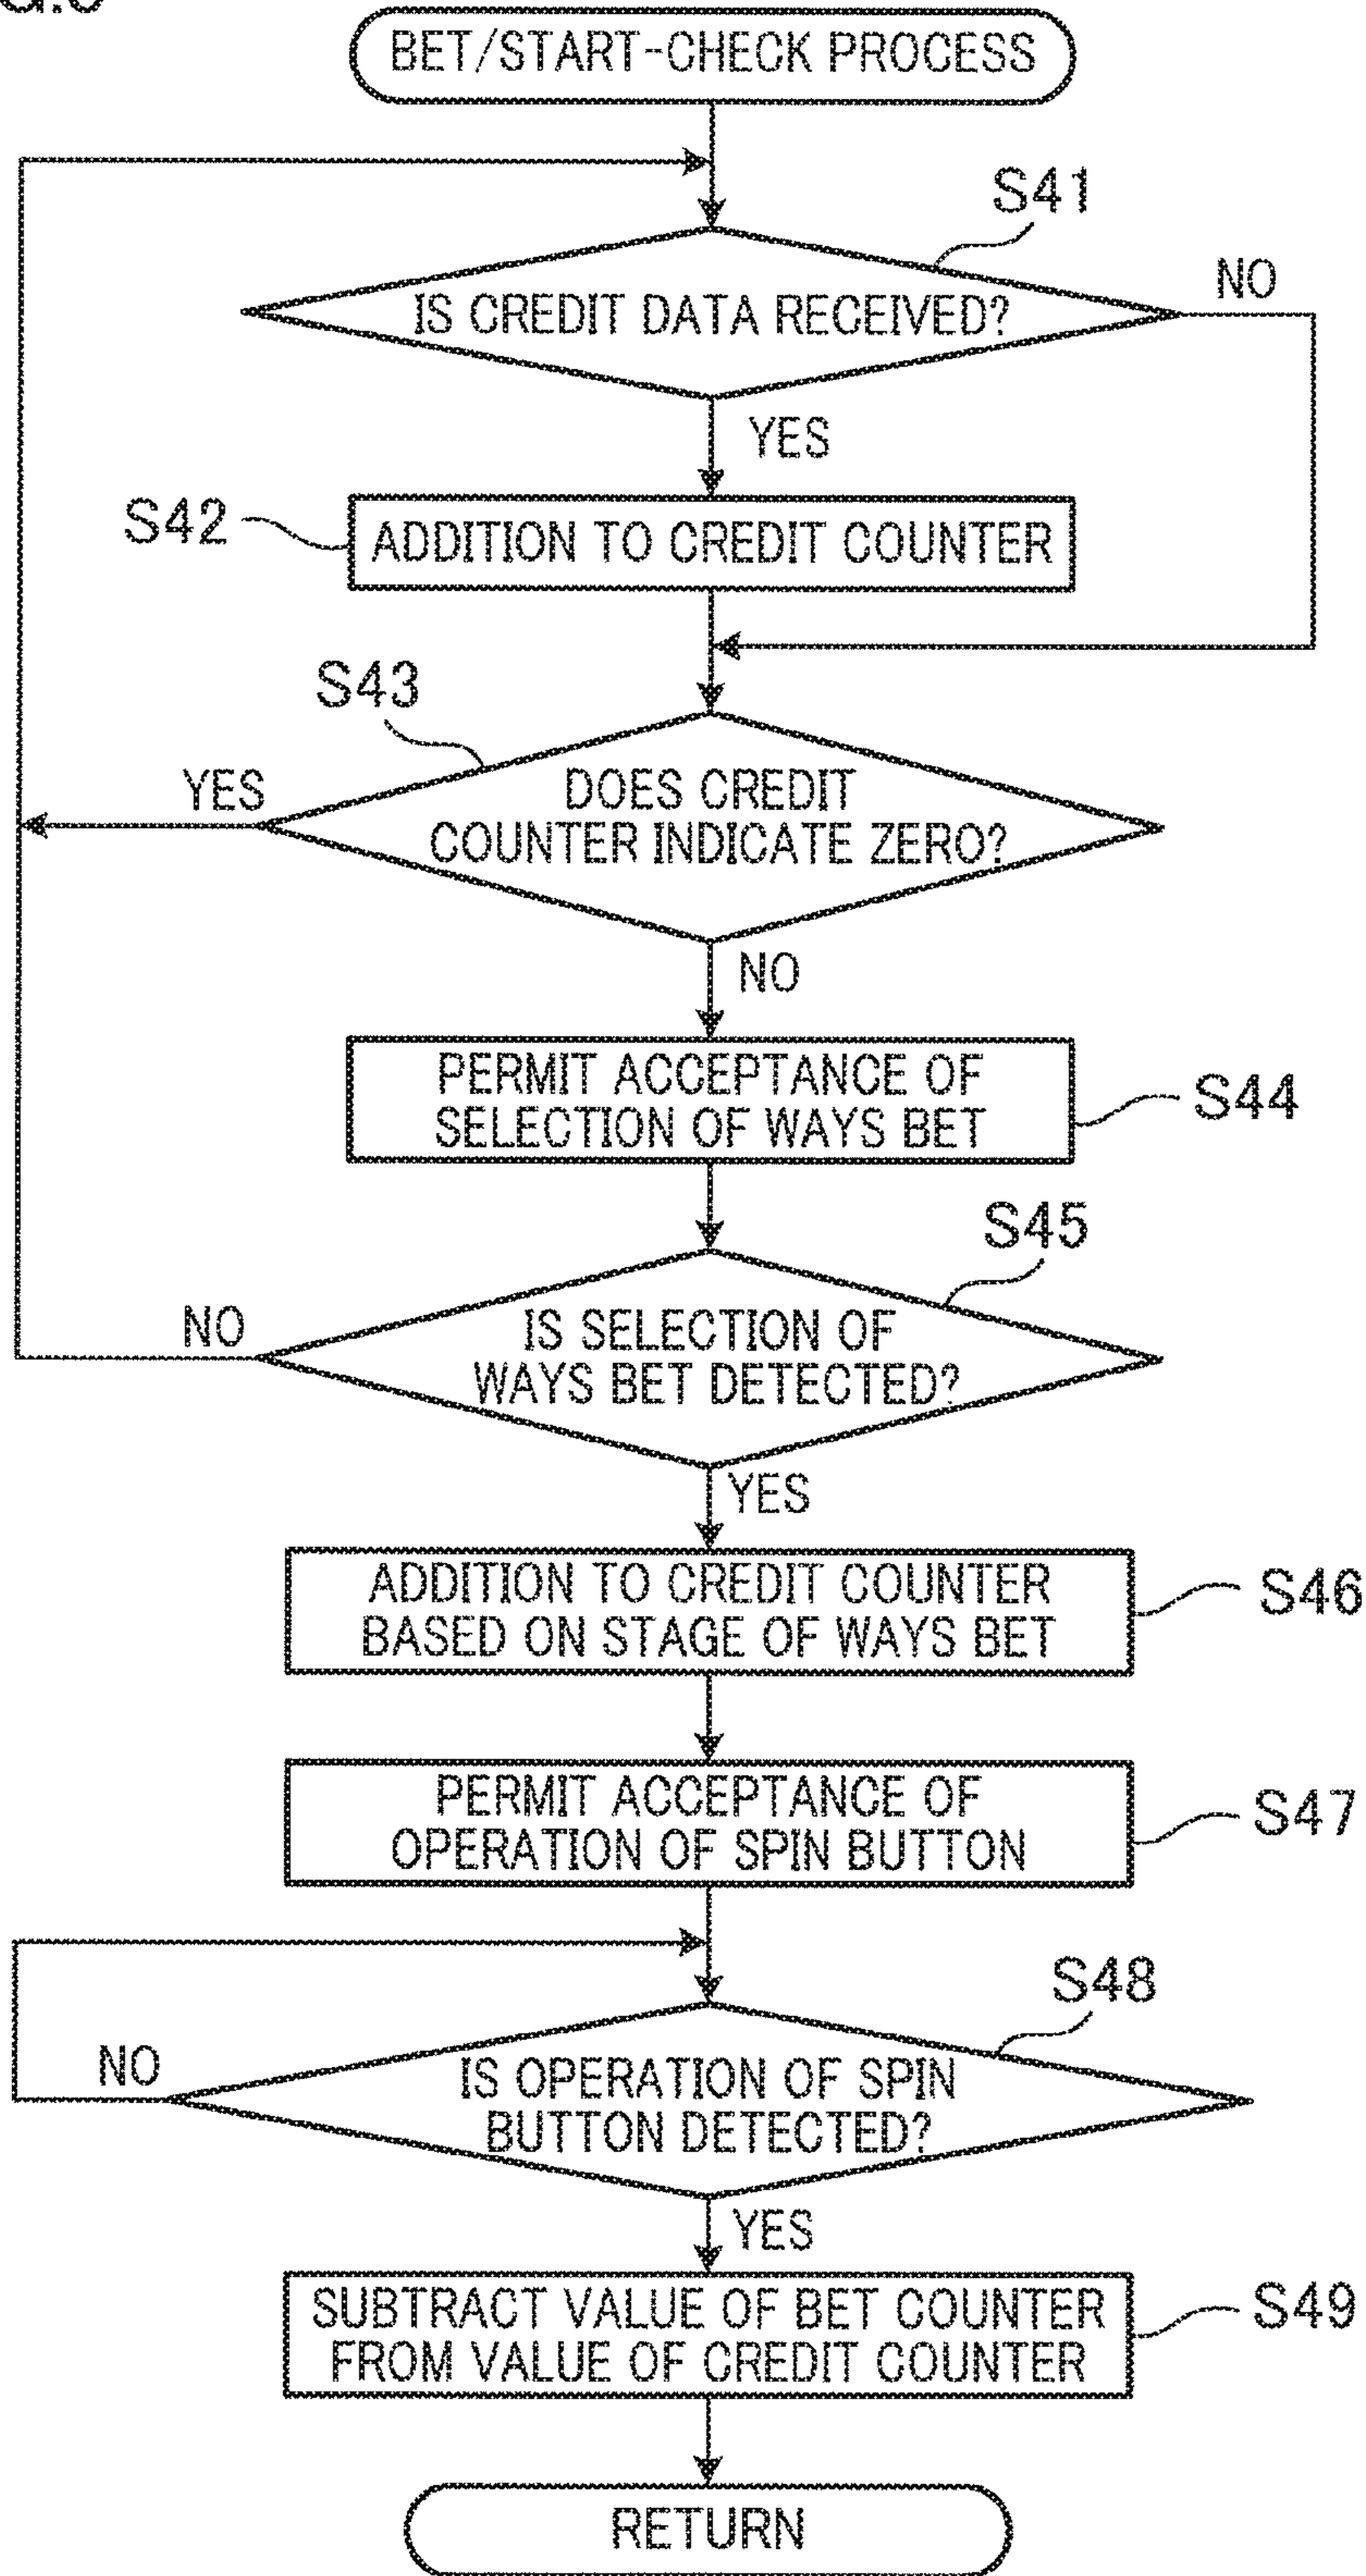 BET/START-CHECK PROCESS
S41
IS CREDIT DATA RECEIVED?
NO
YES
S42
ADDITION TO CREDIT COUNTER
S43
YES
DOES CREDIT
COUNTER INDICATE ZERO?
NO
PERMIT ACCEPTANCE OF
SELECTION OF WAYS BET
S44
S45
NO
IS SELECTION OF
WAYS BET DETECTED?
YES
ADDITION TO CREDIT COUNTER
BASED ON STAGE OF WAYS BET
S46
PERMIT ACCEPTANCE OF
OPERATION OF SPIN BUTTON
S47
S48
NO
IS OPERATION OF SPIN
BUTTON DETECTED?
YES
SUBTRACT VALUE OF BET COUNTER
FROM VALUE OF CREDIT COUNTER
S49
RETURN